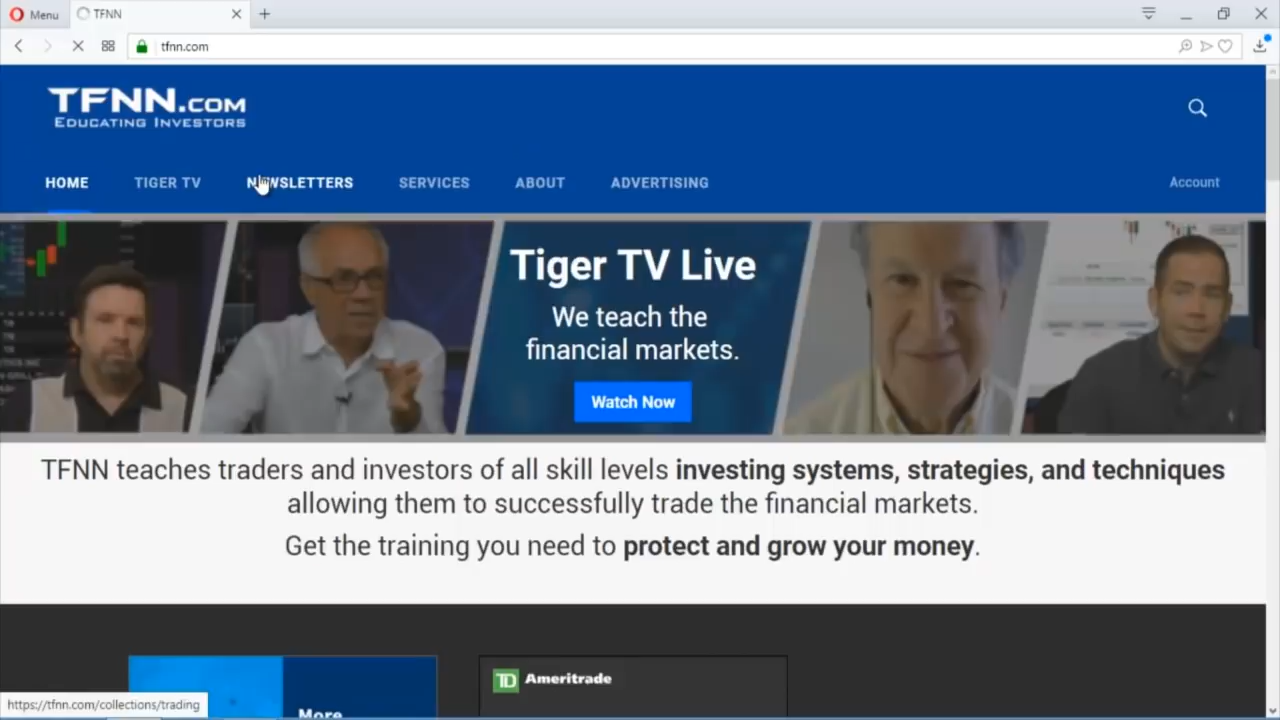 Menu
TFNN
tfnn.com
TFNN.COM
EDUCATING INVESTORS
HOME TIGER TV NEWSLETTERS SERVICES ABOUT ADVERTISING Account
Tiger TV Live
We teach the
financial markets.
Watch Now
TFNN teaches traders and investors of all skill levels investing systems, strategies, and techniques
allowing them to successfully trade the financial markets.
Get the training you need to protect and grow your money.
TD Ameritrade
https://tfnn.com/collections/trading
More